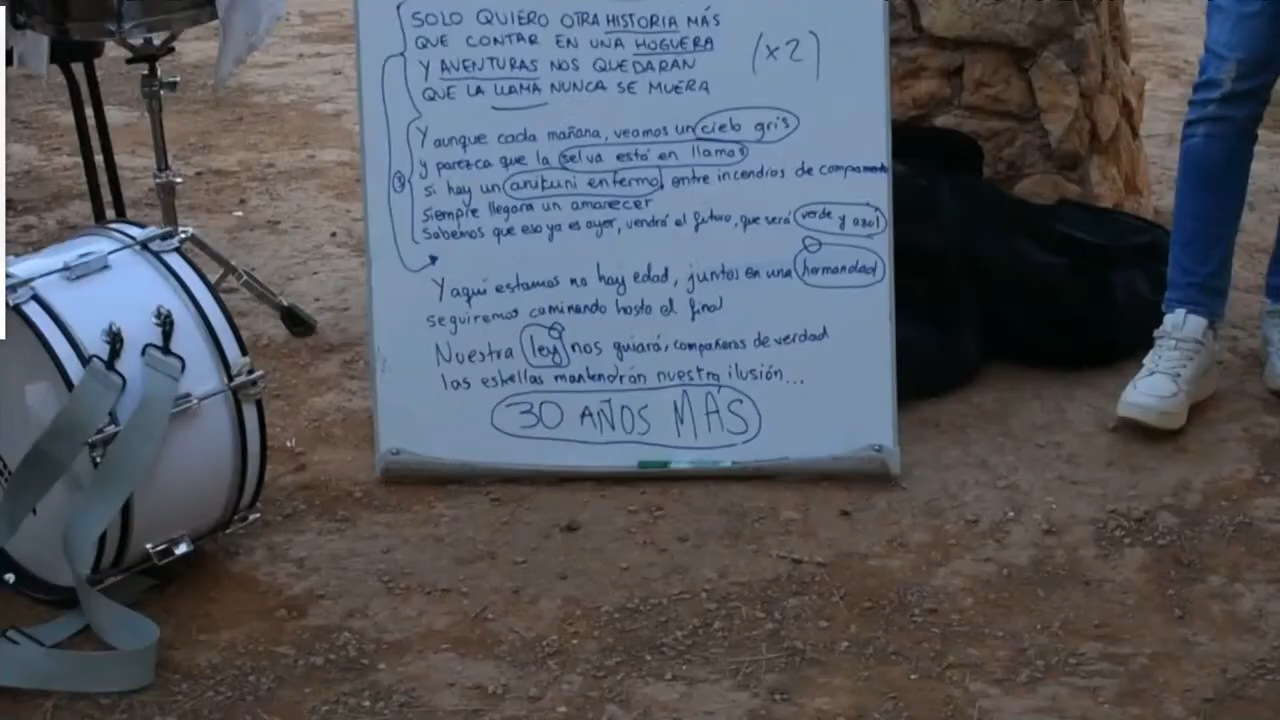 SOLO QUIERO OTRA HISTORIA MÁS
QUE CONTAR EN UNA HOGUERA
(x2)
Y AVENTURAS NOS QUEDARAN
QUE LA LLAMA NUNCA SE MUERA
Y aunque cada mañana, veamos un cielo gris
y parezca que la selva está en llamas
si hay un anikuni enfermo, entre incendios de
Siempre llegara un amanecer
Sabemos que eso ya es ayer, vendrá el futuro, que será verde y azul
Y aquí estamos no hay edad, juntos en una hermandad
seguiremos caminando hasta el final
Nuestra ley nos guiará, compañeros de verdad
las estrellas mantendrán nuestra ilusión...
30 AÑOS MÁS